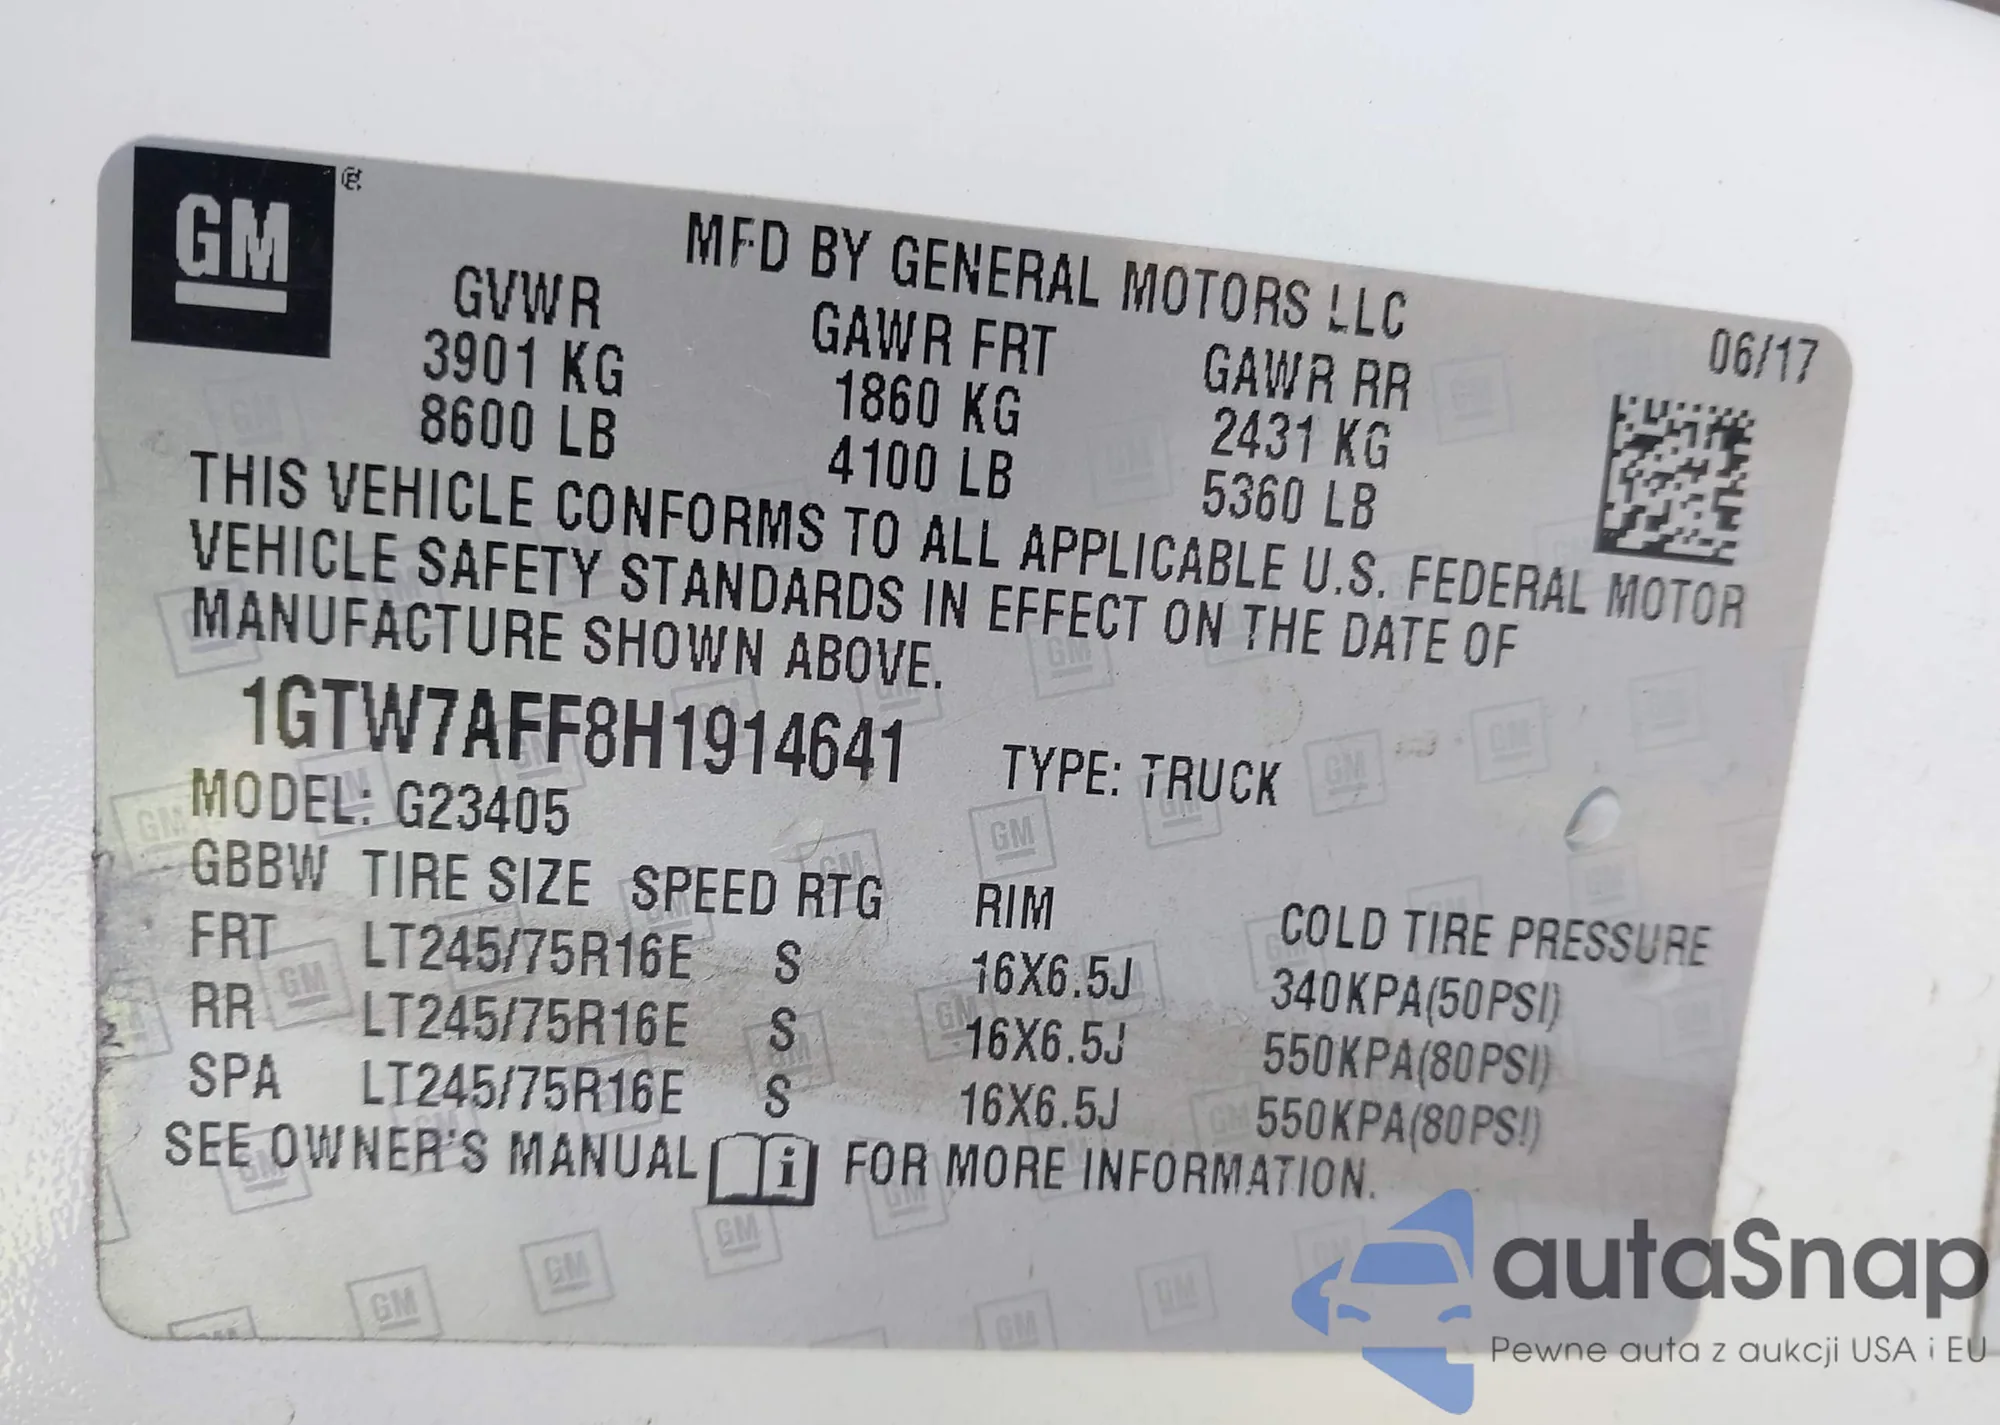 GM ®
MFD BY GENERAL MOTORS LLC
06/17
GVWR GAWR FRT GAWR RR
3901 KG 1860 KG 2431 KG
8600 LB 4100 LB 5360 LB
THIS VEHICLE CONFORMS TO ALL APPLICABLE U.S. FEDERAL MOTOR
VEHICLE SAFETY STANDARDS IN EFFECT ON THE DATE OF
MANUFACTURE SHOWN ABOVE.
1GTW7AFF8H1914641 TYPE: TRUCK
MODEL: G23405
GBBW TIRE SIZE SPEED RTG RIM COLD TIRE PRESSURE
FRT LT245/75R16E S 16X6.5J 340KPA(50PSI)
RR LT245/75R16E S 16X6.5J 550KPA(80PSI)
SPA LT245/75R16E S 16X6.5J 550KPA(80PSI)
SEE OWNER'S MANUAL i FOR MORE INFORMATION.
autaSnap
Pewne auta z aukcji USA i EU